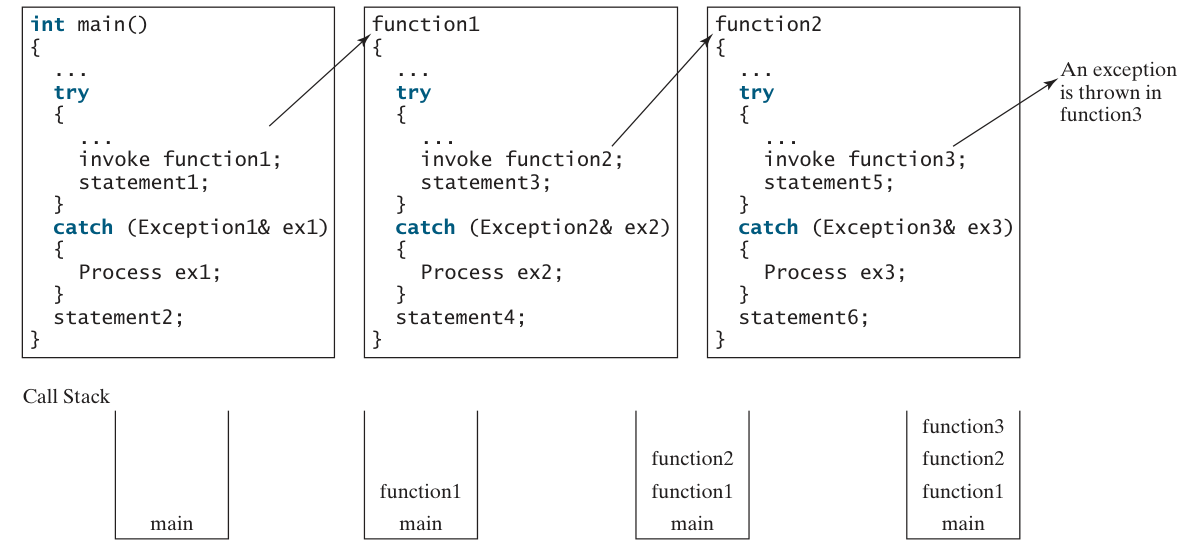 int main()
{
...
try
{
...
invoke function1;
statement1;
}
catch (Exception1& ex1)
{
Process ex1;
}
statement2;
}
function1
{
...
try
{
...
invoke function2;
statement3;
}
catch (Exception2& ex2)
{
Process ex2;
}
statement4;
}
function2
{
...
try
{
...
invoke function3;
statement5;
}
catch (Exception3& ex3)
{
Process ex3;
}
statement6;
}
An exception
is thrown in
function3
Call Stack
main
function1
main
function2
function1
main
function3
function2
function1
main